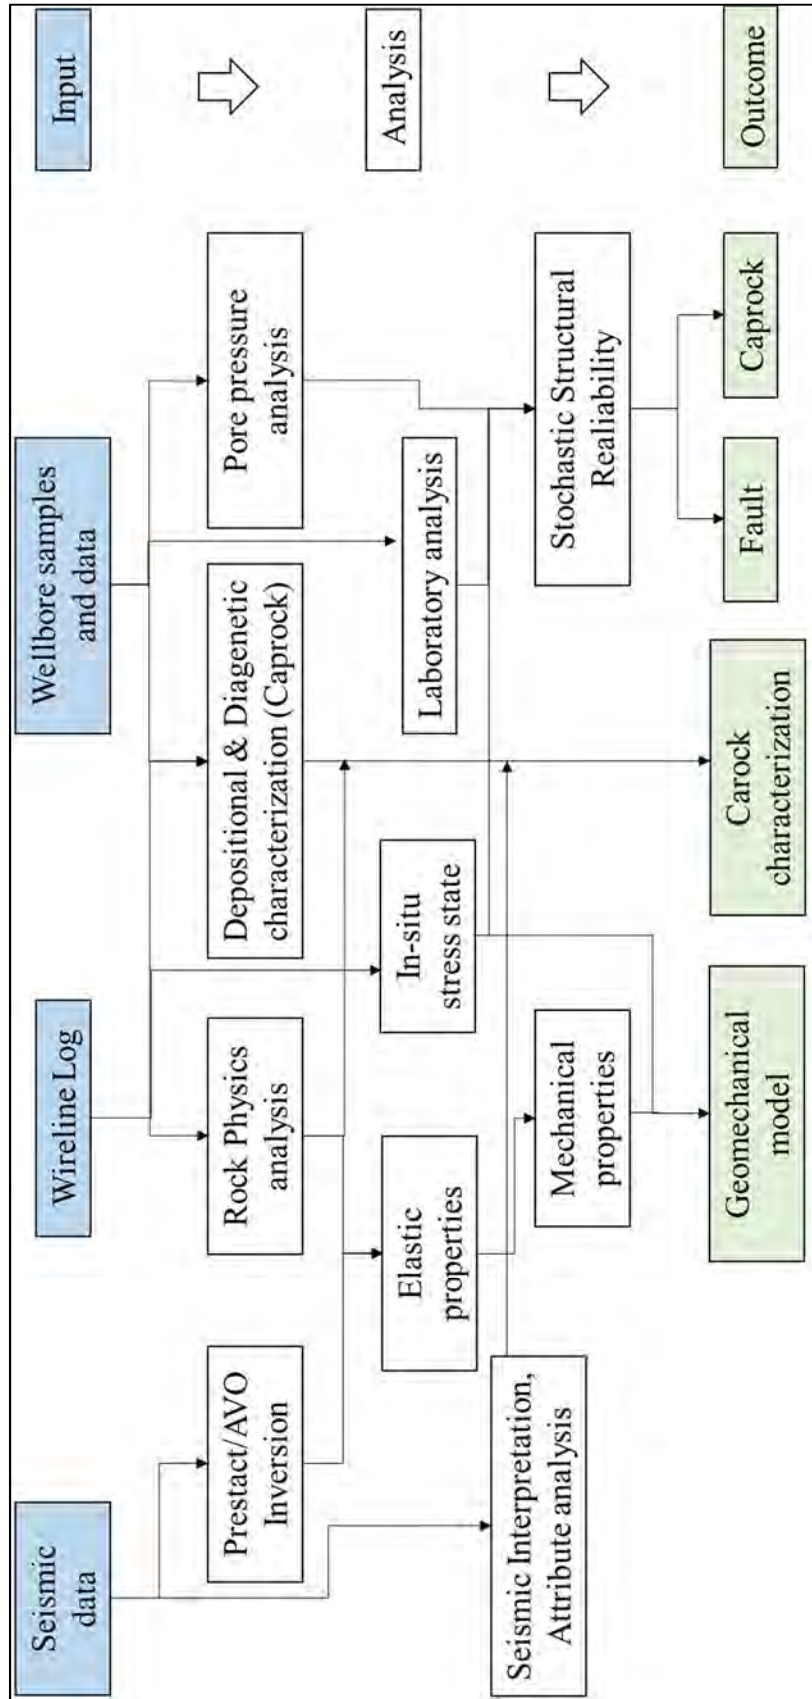 Seismic
data
Wireline Log
Wellbore samples
and data
Input
Prestact/AVO
Inversion
Rock Physics
analysis
Depositional & Diagenetic
characterization (Caprock)
Pore pressure
analysis
Elastic
properties
In-situ
stress state
Laboratory analysis
Analysis
Seismic Interpretation,
Attribute analysis
Mechanical
properties
Stochastic Structural
Realiability
Geomechanical
model
Carock
characterization
Fault
Caprock
Outcome